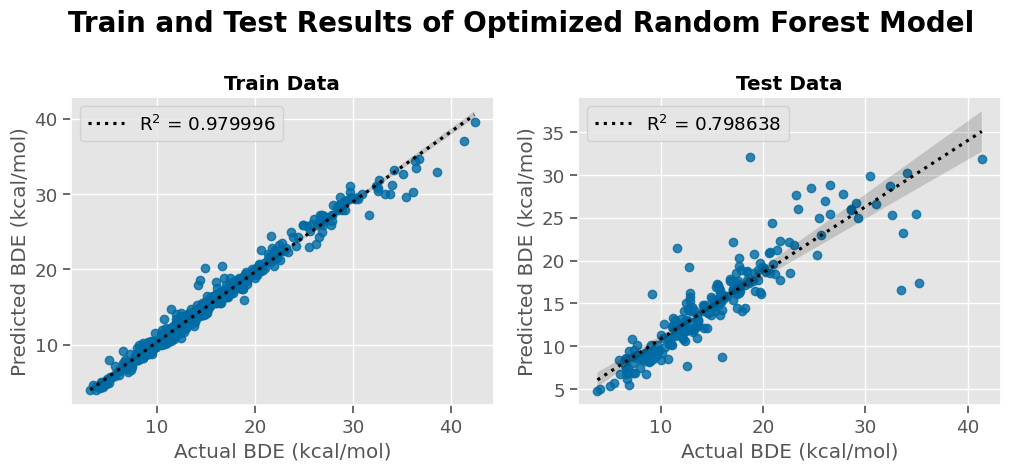 Train and Test Results of Optimized Random Forest Model
Train Data
R² = 0.979996
40
30
20
10
Predicted BDE (kcal/mol)
10 20 30 40
Actual BDE (kcal/mol)
Test Data
R² = 0.798638
35
30
25
20
15
10
5
Predicted BDE (kcal/mol)
10 20 30 40
Actual BDE (kcal/mol)